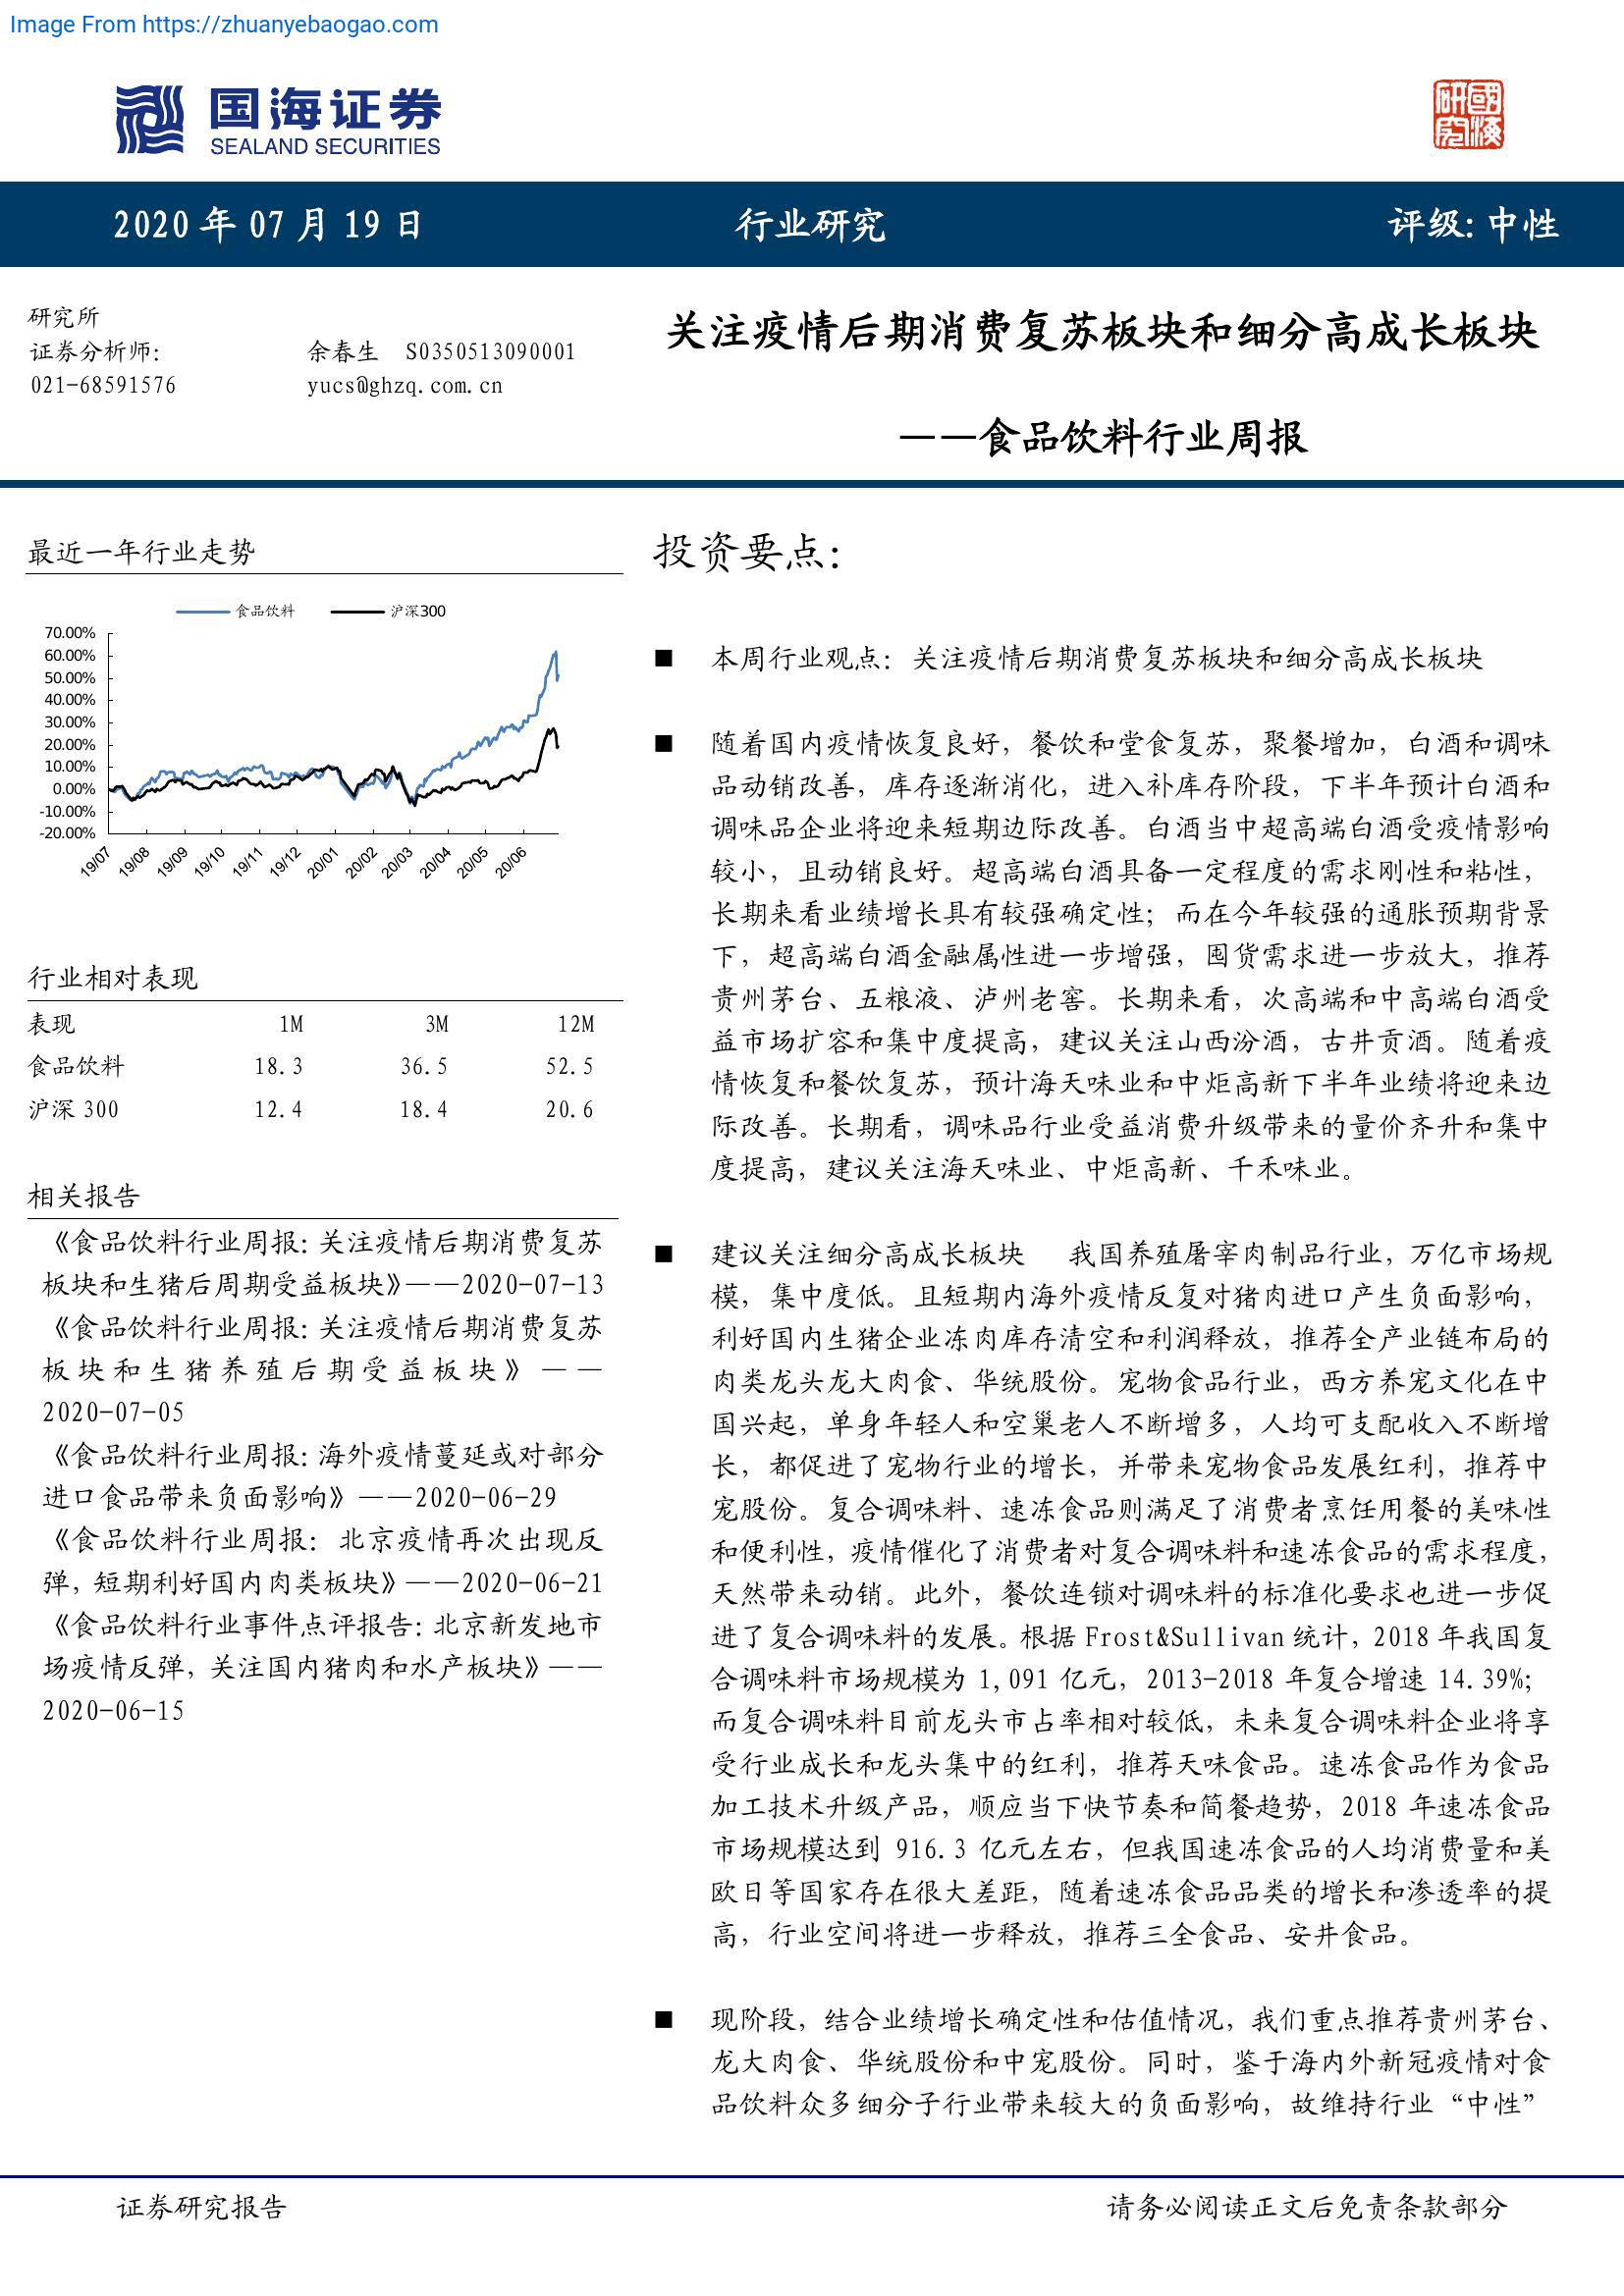 Image From https://zhuanyebaogao.com
国海证券
SEALAND SECURITIES
研國
究海
2020 年 07 月 19 日
行业研究
评级：中性
研究所
证券分析师：
余春生 S0350513090001
021-68591576
yucs@ghzq.com.cn
关注疫情后期消费复苏板块和细分高成长板块
——食品饮料行业周报
最近一年行业走势
食品饮料
沪深300
70.00%
60.00%
50.00%
40.00%
30.00%
20.00%
10.00%
0.00%
-10.00%
-20.00%
19/07 19/08 19/09 19/10 19/11 19/12 20/01 20/02 20/03 20/04 20/05 20/06
行业相对表现
表现 1M 3M 12M
食品饮料 18.3 36.5 52.5
沪深 300 12.4 18.4 20.6
相关报告
《食品饮料行业周报：关注疫情后期消费复苏
板块和生猪后周期受益板块》——2020-07-13
《食品饮料行业周报：关注疫情后期消费复苏
板块和生猪养殖后期受益板块》——
2020-07-05
《食品饮料行业周报：海外疫情蔓延或对部分
进口食品带来负面影响》——2020-06-29
《食品饮料行业周报： 北京疫情再次出现反
弹，短期利好国内肉类板块》——2020-06-21
《食品饮料行业事件点评报告：北京新发地市
场疫情反弹，关注国内猪肉和水产板块》——
2020-06-15
投资要点：
■ 本周行业观点：关注疫情后期消费复苏板块和细分高成长板块
■ 随着国内疫情恢复良好，餐饮和堂食复苏，聚餐增加，白酒和调味
品动销改善，库存逐渐消化，进入补库存阶段，下半年预计白酒和
调味品企业将迎来短期边际改善。白酒当中超高端白酒受疫情影响
较小，且动销良好。超高端白酒具备一定程度的需求刚性和粘性，
长期来看业绩增长具有较强确定性；而在今年较强的通胀预期背景
下，超高端白酒金融属性进一步增强，囤货需求进一步放大，推荐
贵州茅台、五粮液、泸州老窖。长期来看，次高端和中高端白酒受
益市场扩容和集中度提高，建议关注山西汾酒，古井贡酒。随着疫
情恢复和餐饮复苏，预计海天味业和中炬高新下半年业绩将迎来边
际改善。长期看，调味品行业受益消费升级带来的量价齐升和集中
度提高，建议关注海天味业、中炬高新、千禾味业。
■ 建议关注细分高成长板块 我国养殖屠宰肉制品行业，万亿市场规
模，集中度低。且短期内海外疫情反复对猪肉进口产生负面影响，
利好国内生猪企业冻肉库存清空和利润释放，推荐全产业链布局的
肉类龙头龙大肉食、华统股份。宠物食品行业，西方养宠文化在中
国兴起，单身年轻人和空巢老人不断增多，人均可支配收入不断增
长，都促进了宠物行业的增长，并带来宠物食品发展红利，推荐中
宠股份。复合调味料、速冻食品则满足了消费者烹饪用餐的美味性
和便利性，疫情催化了消费者对复合调味料和速冻食品的需求程度，
天然带来动销。此外，餐饮连锁对调味料的标准化要求也进一步促
进了复合调味料的发展。根据 Frost&Sullivan 统计，2018 年我国复
合调味料市场规模为 1,091 亿元，2013-2018 年复合增速 14.39%；
而复合调味料目前龙头市占率相对较低，未来复合调味料企业将享
受行业成长和龙头集中的红利，推荐天味食品。速冻食品作为食品
加工技术升级产品，顺应当下快节奏和简餐趋势，2018 年速冻食品
市场规模达到 916.3 亿元左右，但我国速冻食品的人均消费量和美
欧日等国家存在很大差距，随着速冻食品品类的增长和渗透率的提
高，行业空间将进一步释放，推荐三全食品、安井食品。
■ 现阶段，结合业绩增长确定性和估值情况，我们重点推荐贵州茅台、
龙大肉食、华统股份和中宠股份。同时，鉴于海内外新冠疫情对食
品饮料众多细分子行业带来较大的负面影响，故维持行业“中性”
证券研究报告
请务必阅读正文后免责条款部分